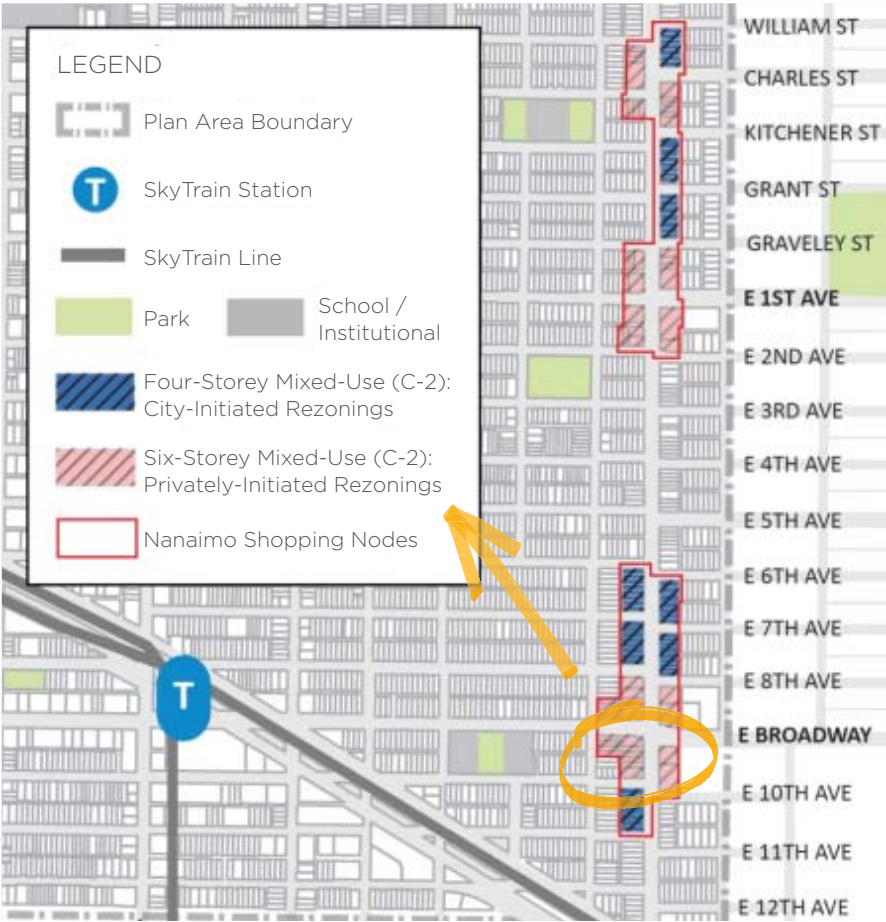 LEGEND
Plan Area Boundary
T
SkyTrain Station
SkyTrain Line
Park
School /
Institutional
Four-Storey Mixed-Use (C-2):
City-Initiated Rezonings
Six-Storey Mixed-Use (C-2):
Privately-Initiated Rezonings
Nanaimo Shopping Nodes
T
WILLIAM ST
CHARLES ST
KITCHENER ST
GRANT ST
GRAVELEY ST
E 1ST AVE
E 2ND AVE
E 3RD AVE
E 4TH AVE
E 5TH AVE
E 6TH AVE
E 7TH AVE
E 8TH AVE
E BROADWAY
E 10TH AVE
E 11TH AVE
E 12TH AVE